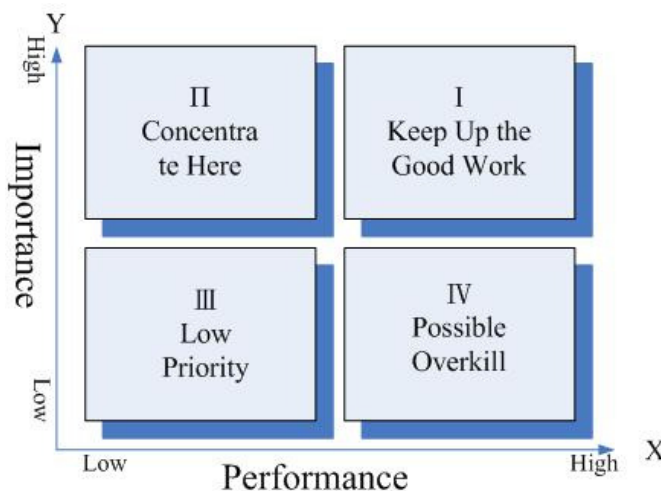 Y
High
Importance
Low
Π
Concentra
te Here
I
Keep Up the
Good Work
Ⅲ
Low
Priority
Ⅳ
Possible
Overkill
Low
Performance
High
X